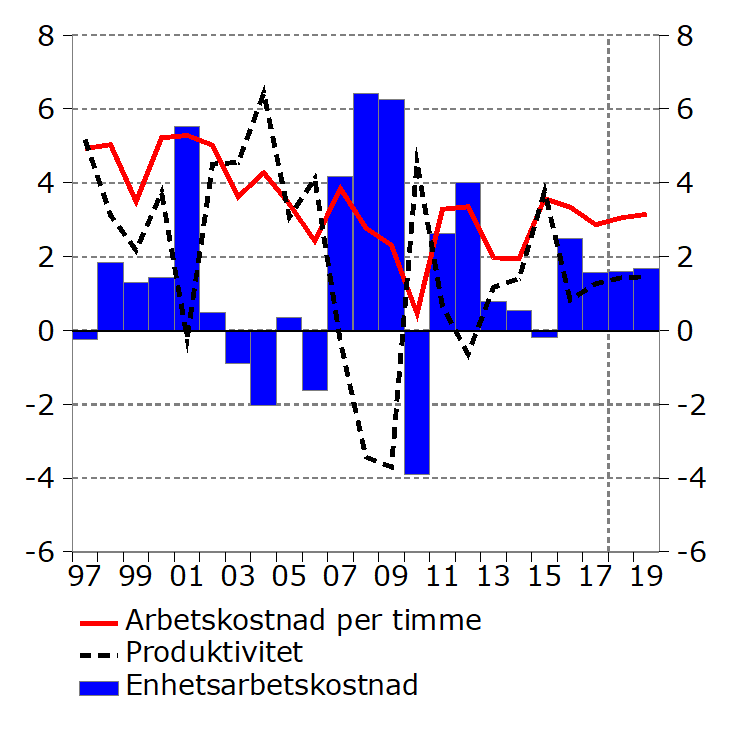 8 8
6 6
4 4
2 2
0 0
-2 -2
-4 -4
-6 -6
97 99 01 03 05 07 09 11 13 15 17 19
Arbetskostnad per timme
Produktivitet
Enhetsarbetskostnad